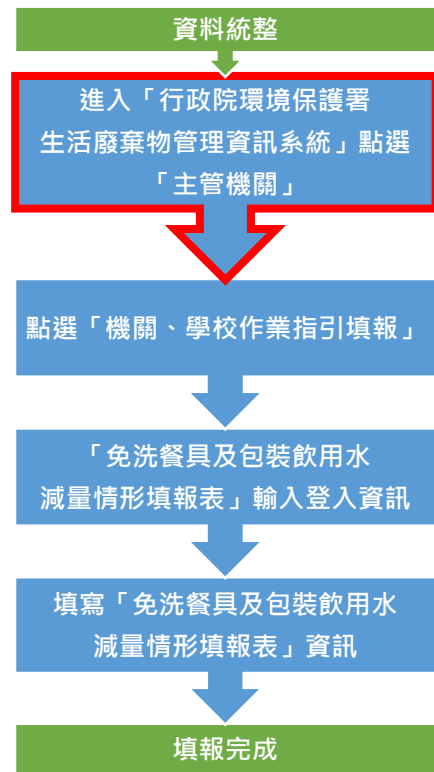 資料統整
進入「行政院環境保護署
生活廢棄物管理資訊系統」點選
「主管機關」
點選「機關、學校作業指引填報」
「免洗餐具及包裝飲用水
減量情形填報表」輸入登入資訊
填寫「免洗餐具及包裝飲用水
減量情形填報表」資訊
填報完成